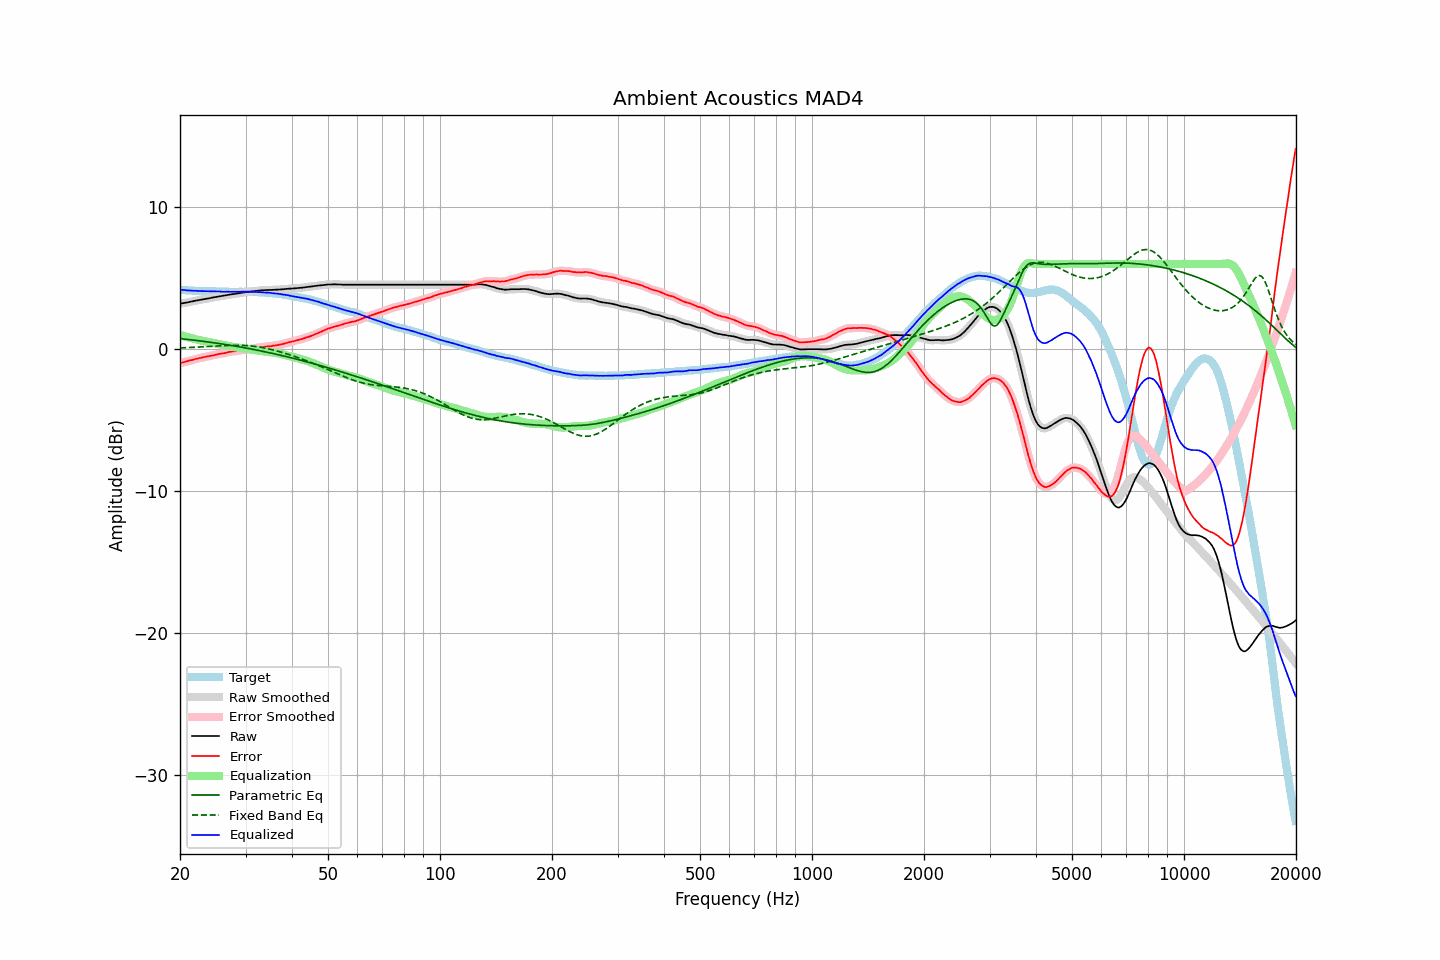 Ambient Acoustics MAD4
Amplitude (dBr)
10
0
−10
−20
−30
Target
Raw Smoothed
Error Smoothed
Raw
Error
Equalization
Parametric Eq
Fixed Band Eq
Equalized
20 50 100 200 500 1000 2000 5000 10000 20000
Frequency (Hz)